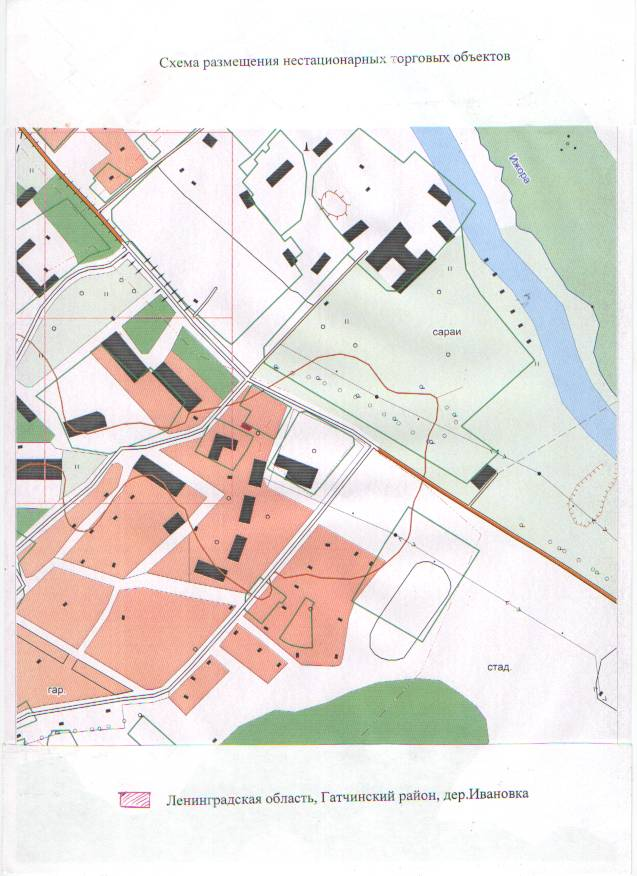 Схема размещения нестационарных торговых объектов
Ижора
сараи
стад.
гар.
Ленинградская область, Гатчинский район, дер.Ивановка